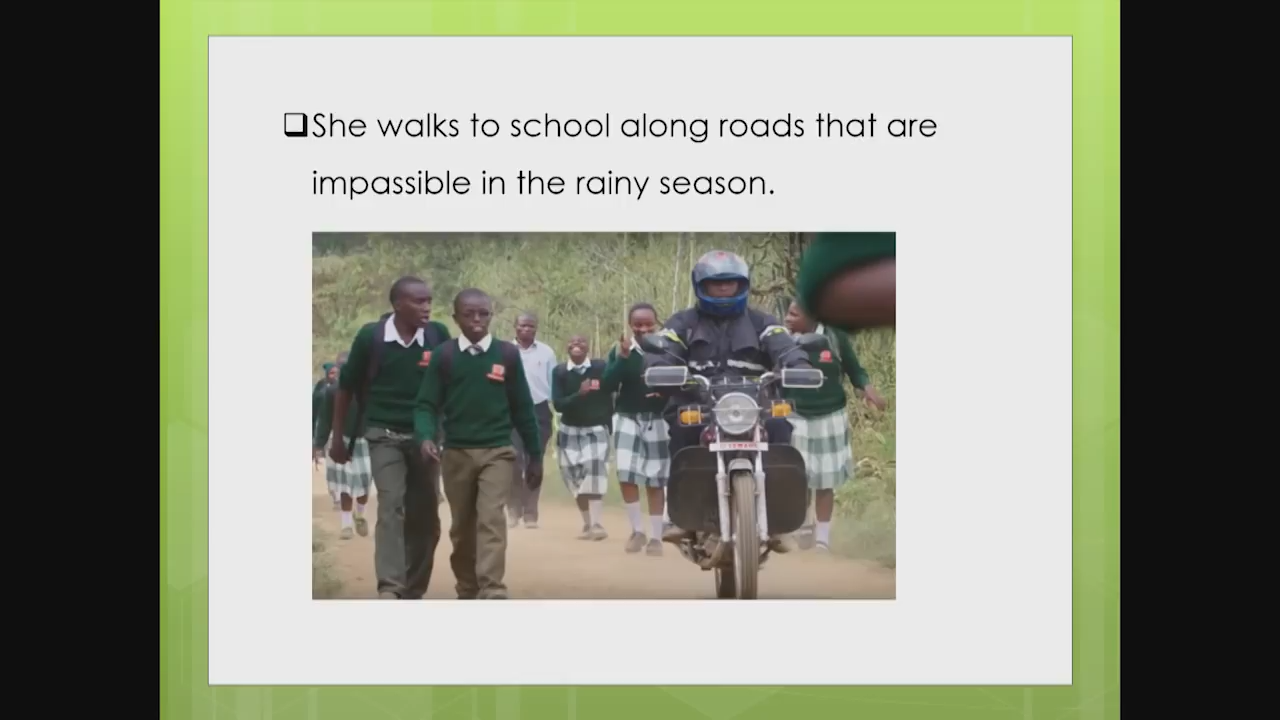 ❑She walks to school along roads that are
impassible in the rainy season.